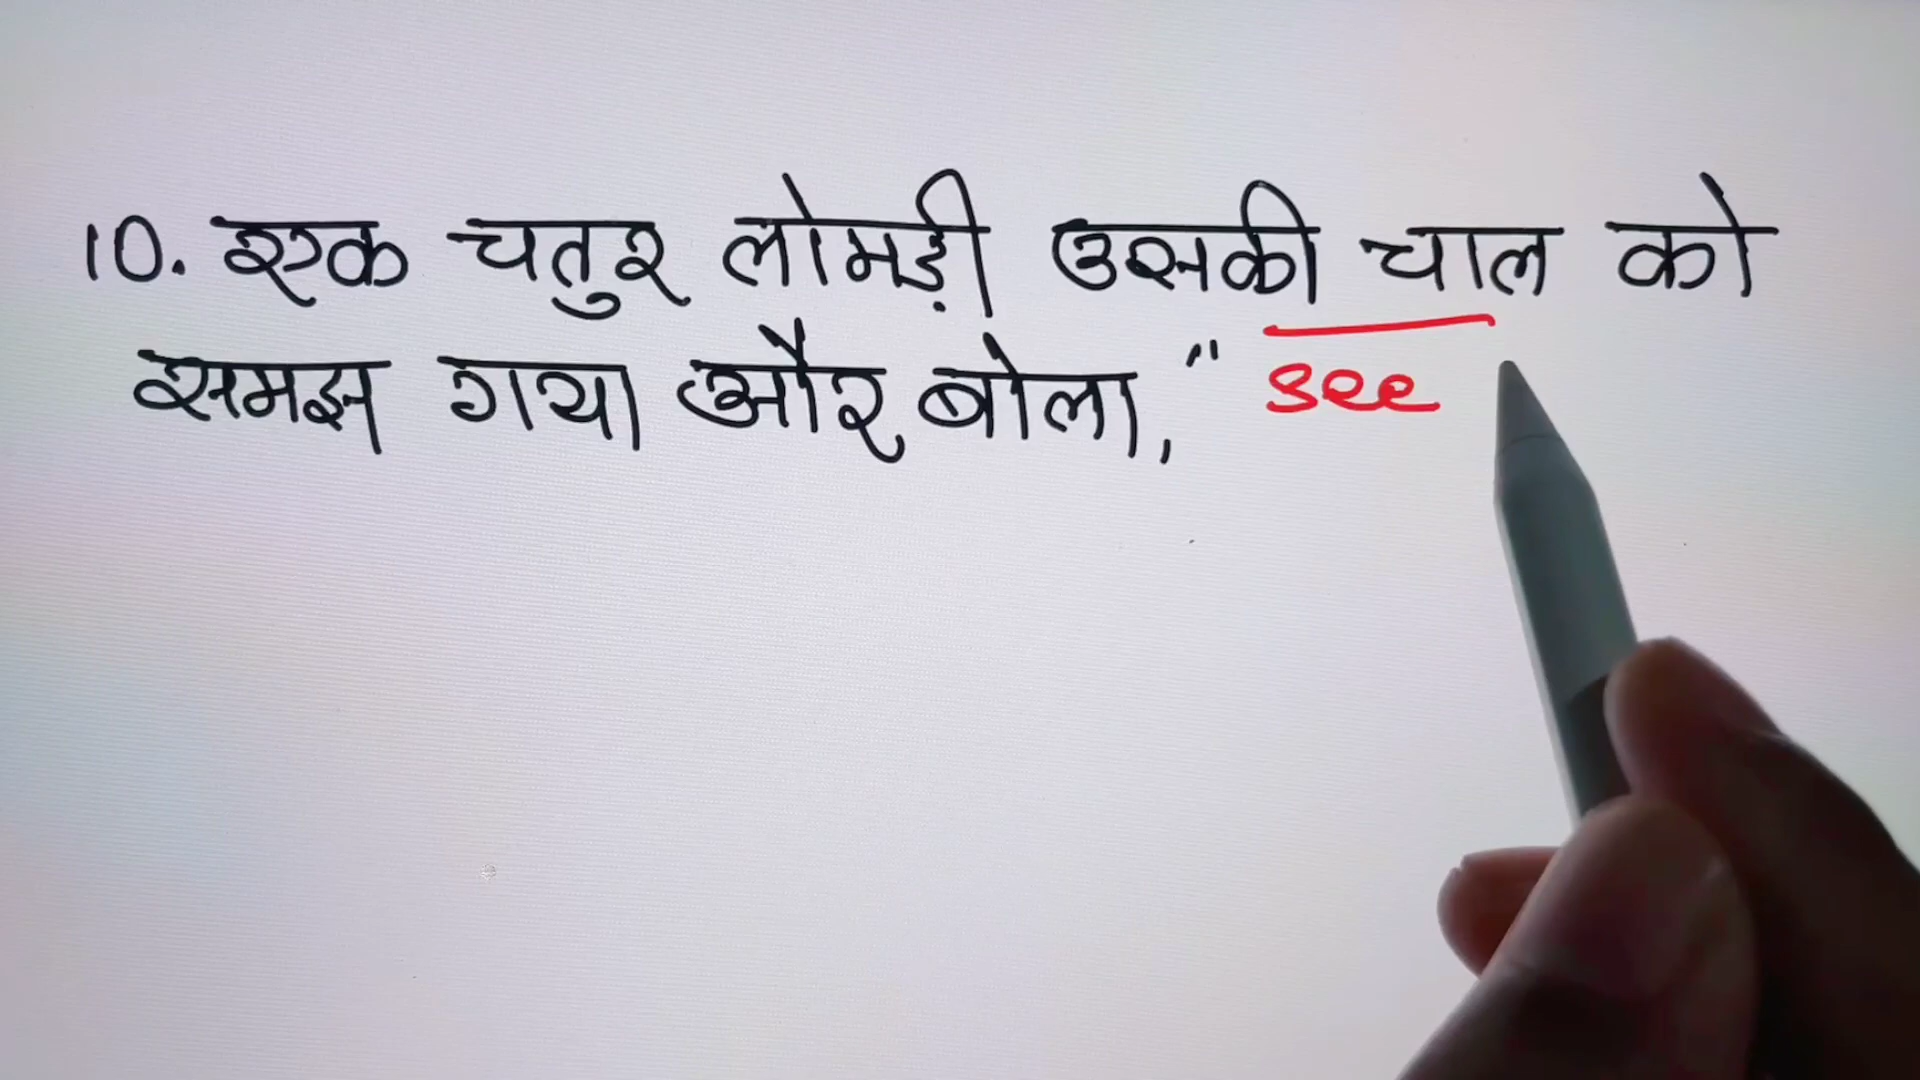 10. एक चतुर लोमड़ी उसकी चाल को
समझ गया और बोला, " see